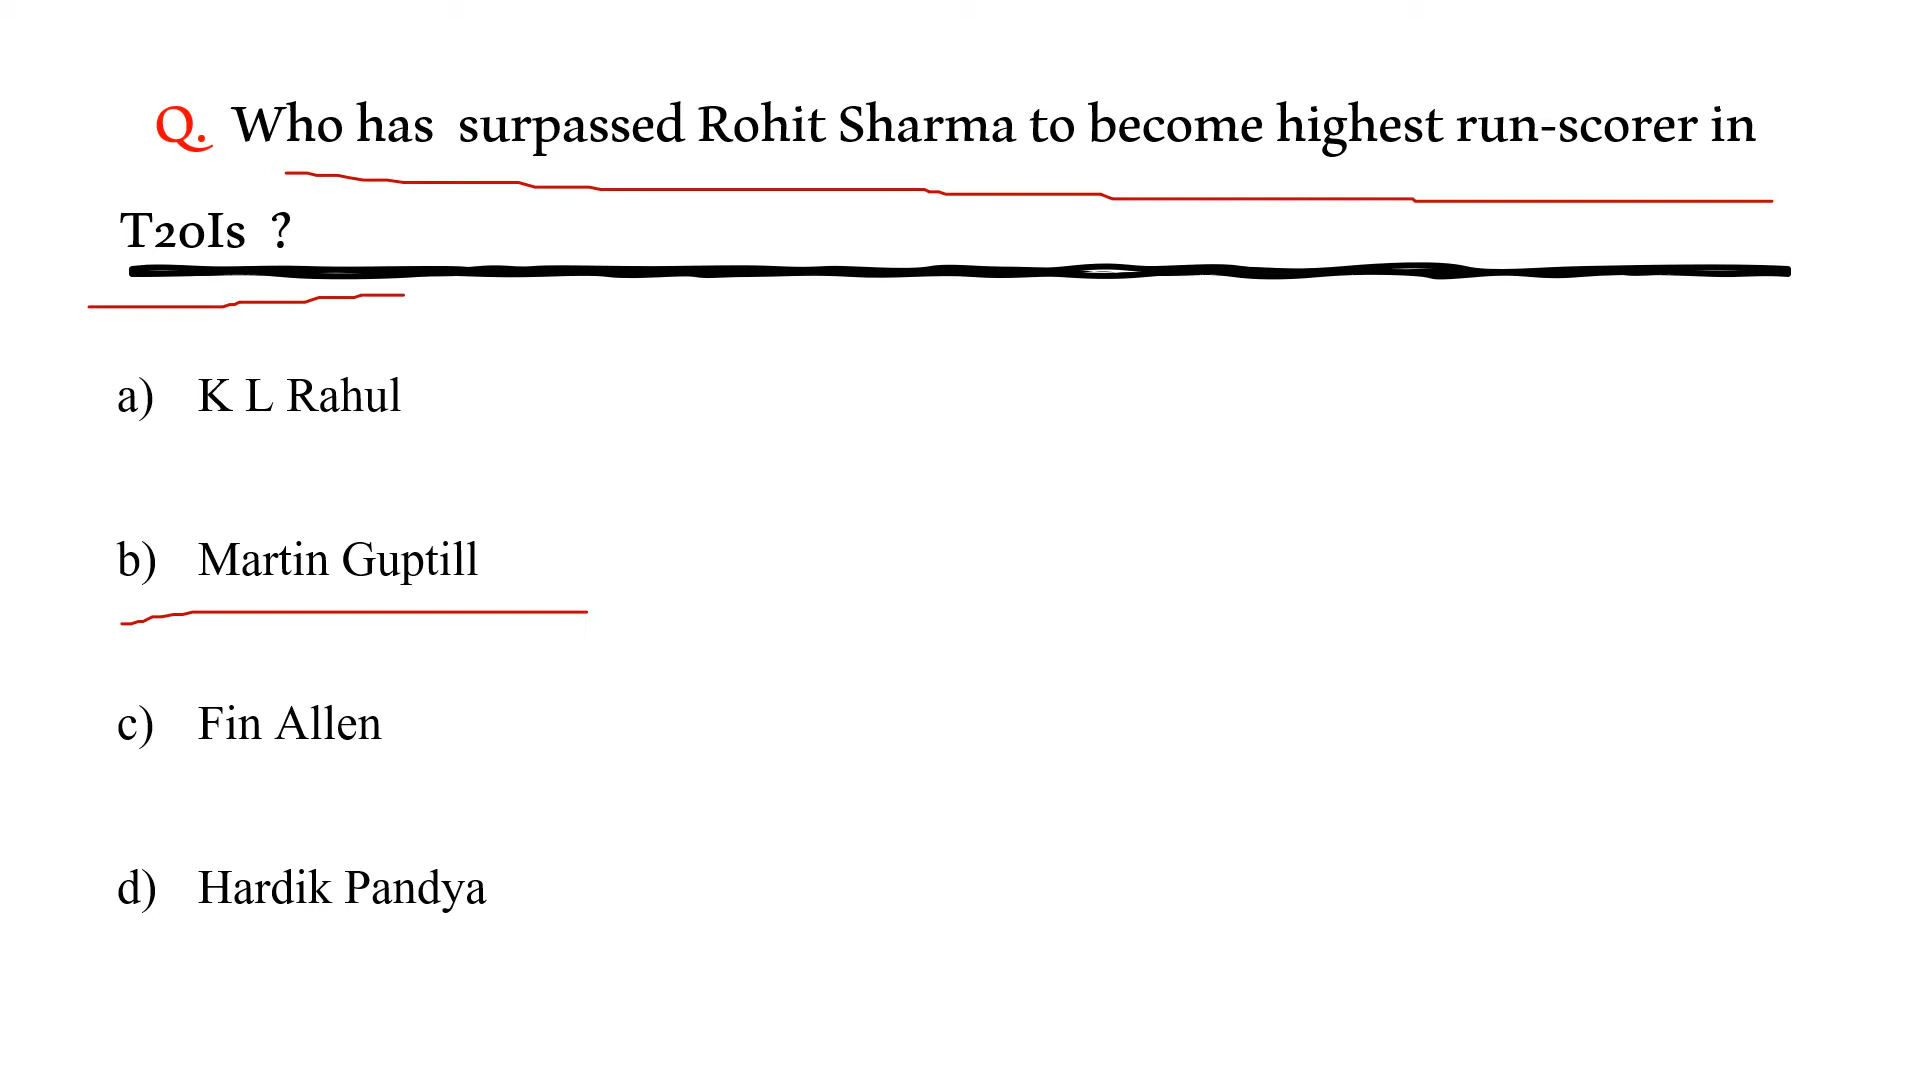 Q. Who has surpassed Rohit Sharma to become highest run-scorer in
T20Is ?
a) K L Rahul
b) Martin Guptill
c) Fin Allen
d) Hardik Pandya